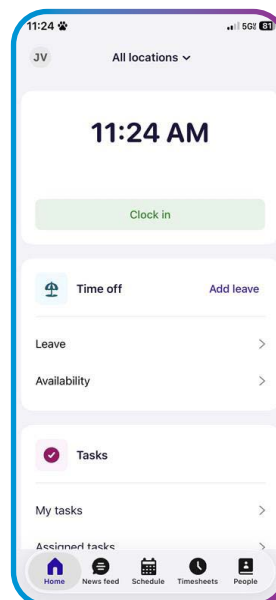 11:24 5G 81
JV All locations
11:24 AM
Clock in
Time off Add leave
Leave
Availability
Tasks
My tasks
Assigned tasks
Home News feed Schedule Timesheets People